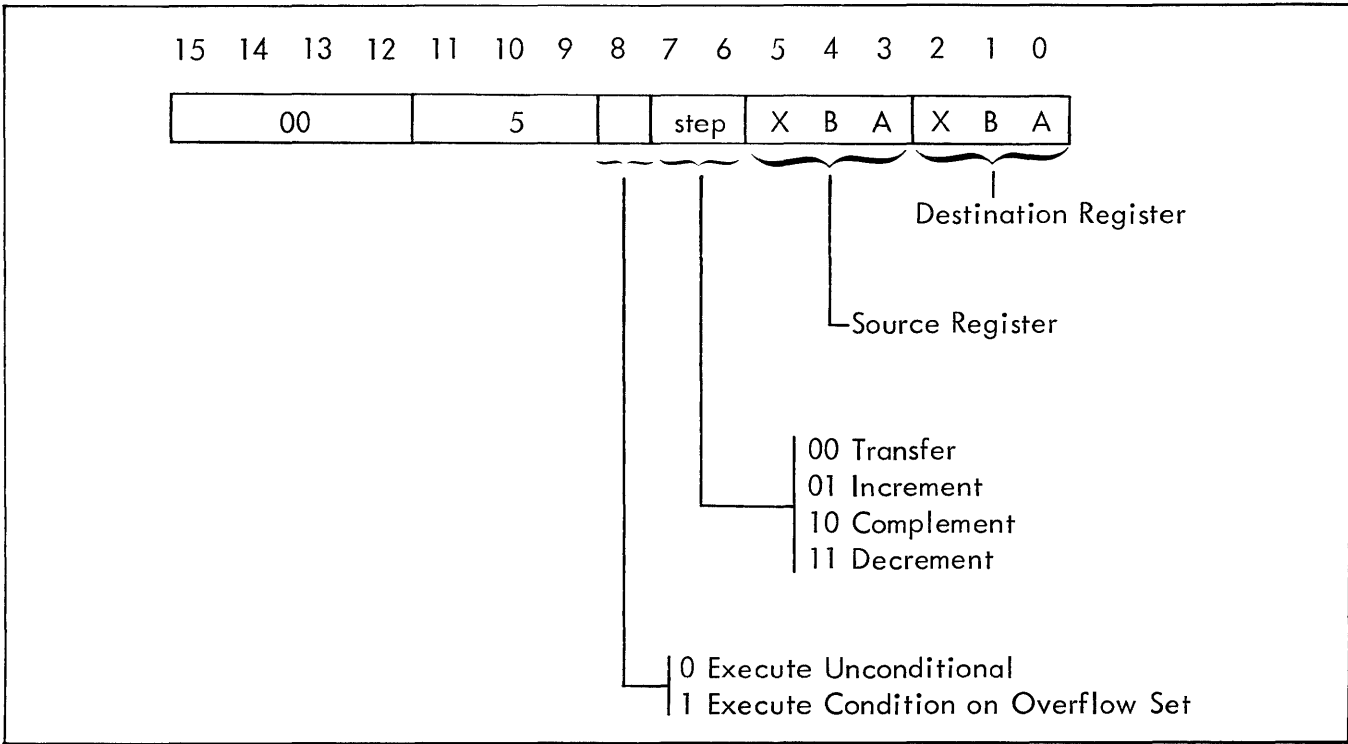 15 14 13 12 11 10 9 8 7 6 5 4 3 2 1 0
00 5 step X B A X B A
Destination Register
Source Register
00 Transfer
01 Increment
10 Complement
11 Decrement
0 Execute Unconditional
1 Execute Condition on Overflow Set